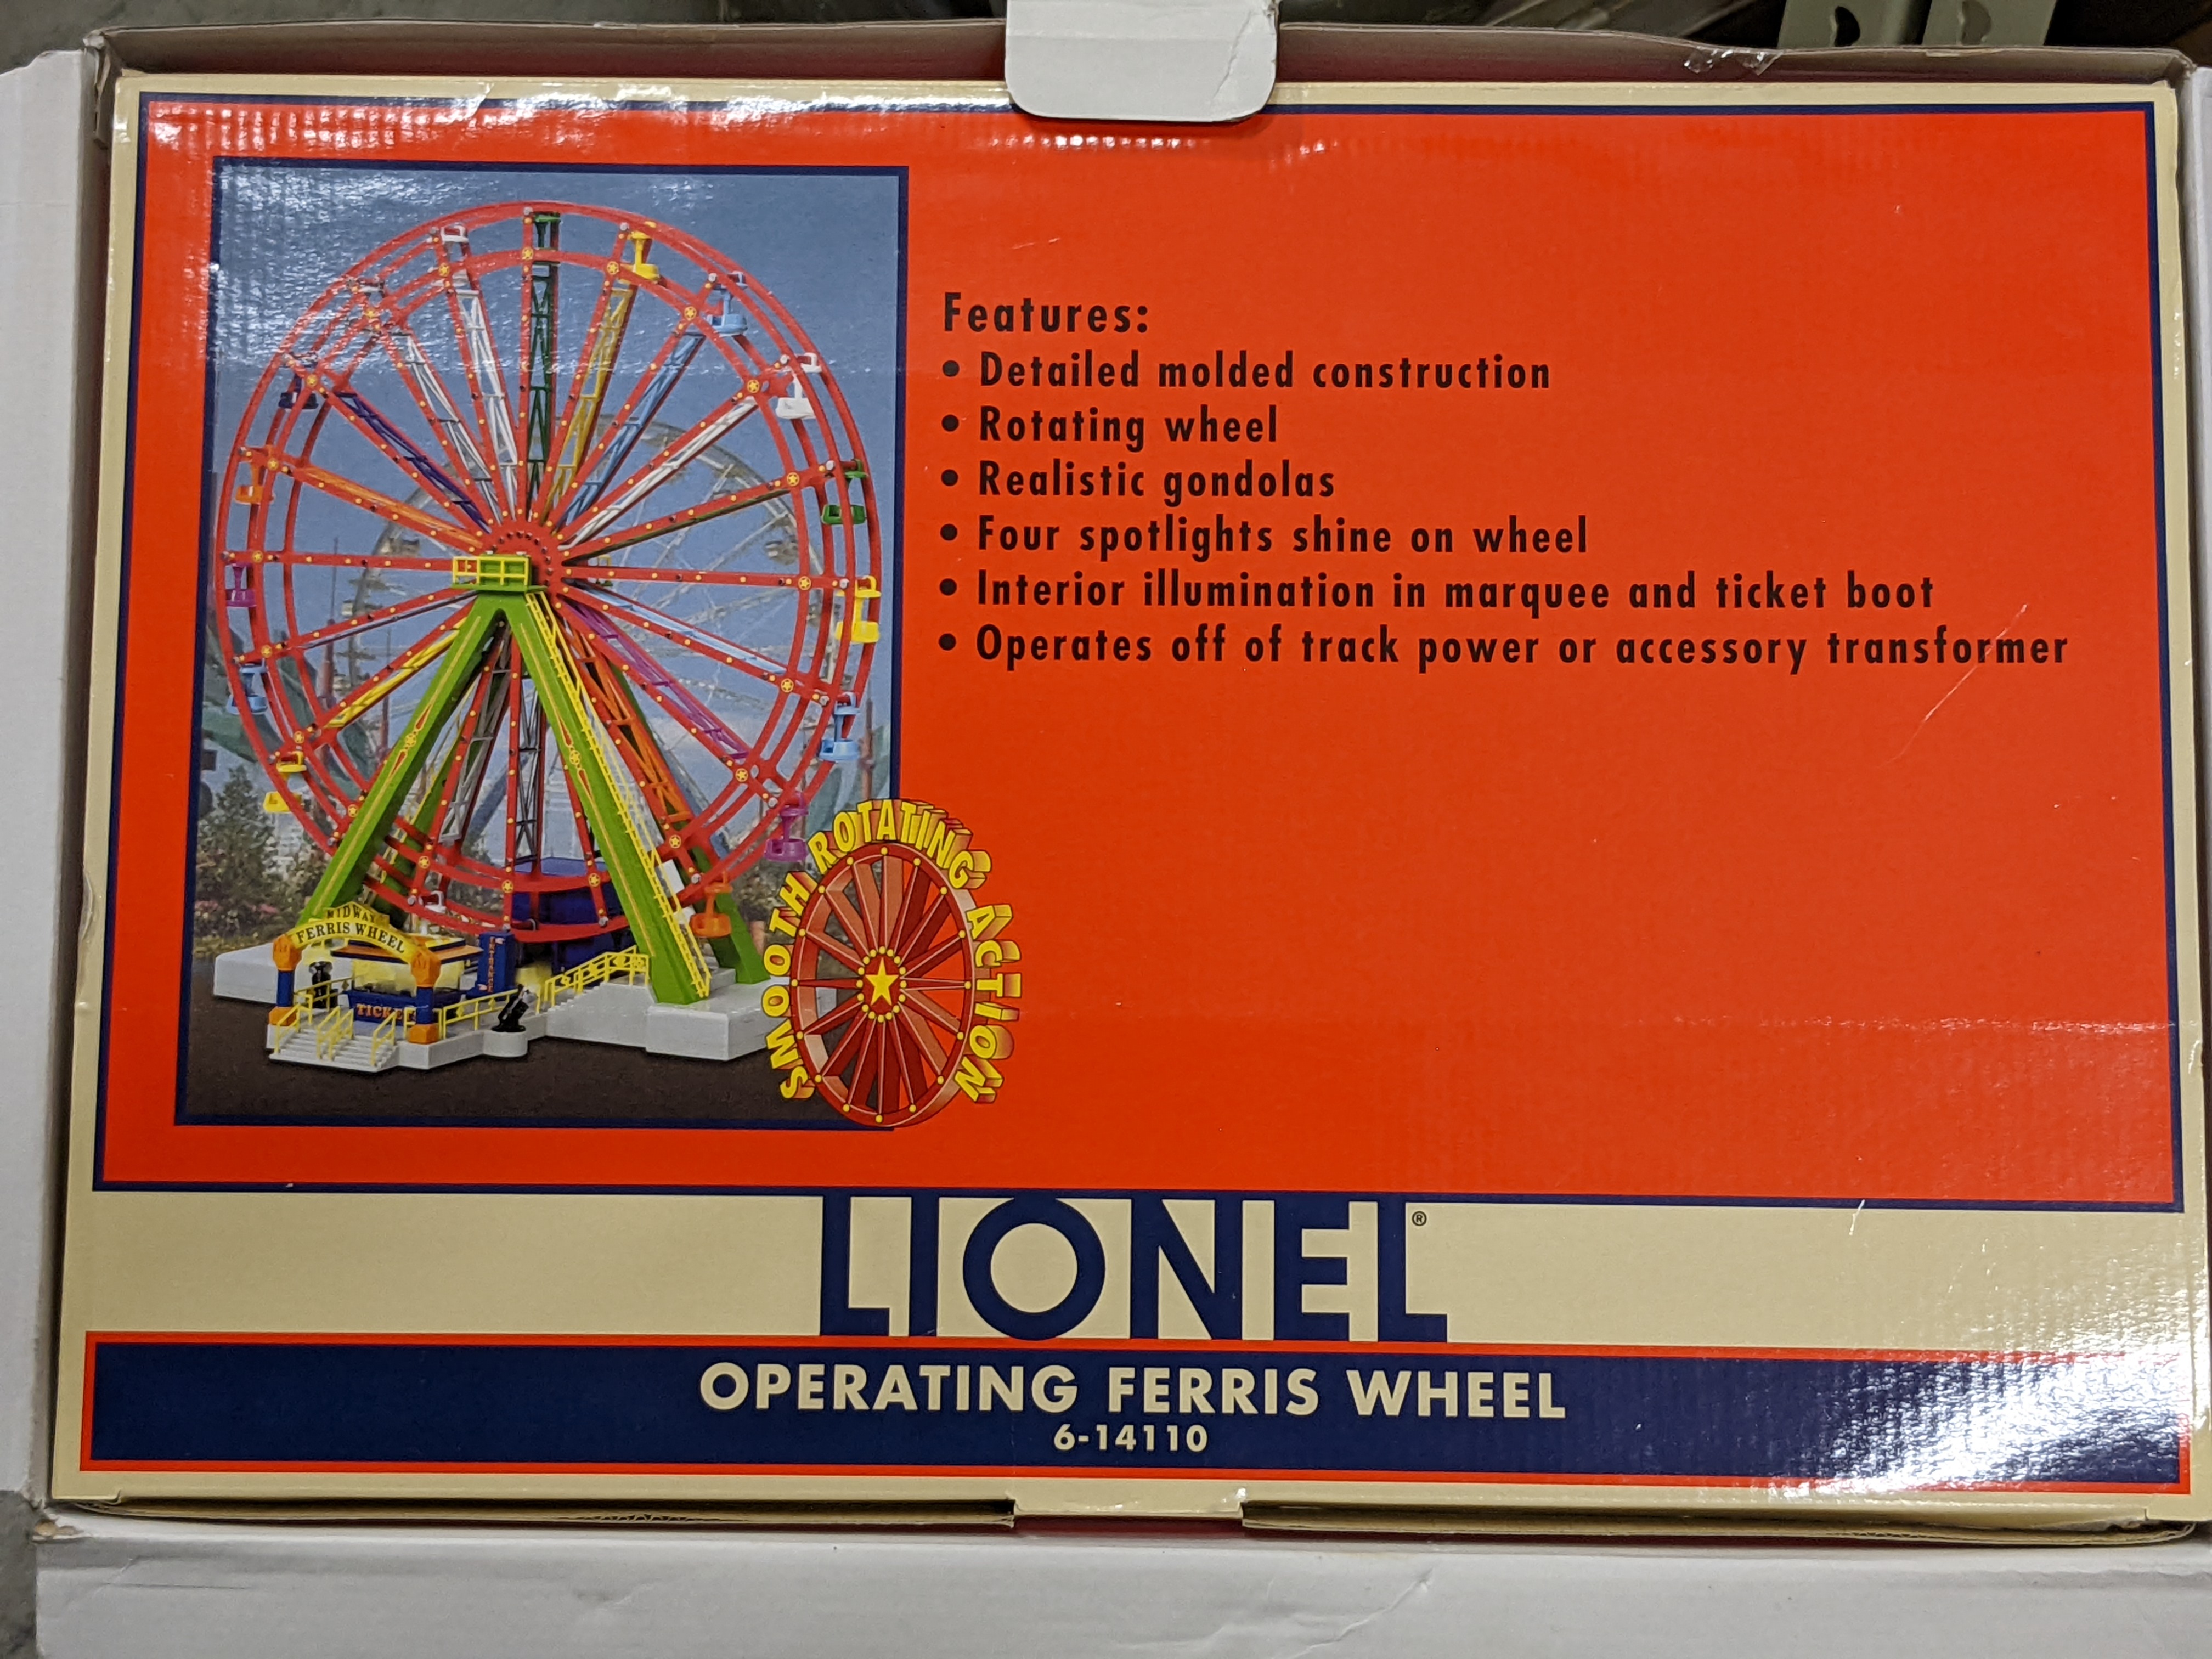 Features:
• Detailed molded construction
• Rotating wheel
• Realistic gondolas
• Four spotlights shine on wheel
• Interior illumination in marquee and ticket boot
• Operates off of track power or accessory transformer
MIDWAY
FERRIS WHEEL
ENTRANCE
TICKE
SMOOTH ROTATING ACTION
LIONEL®
OPERATING FERRIS WHEEL
6-14110